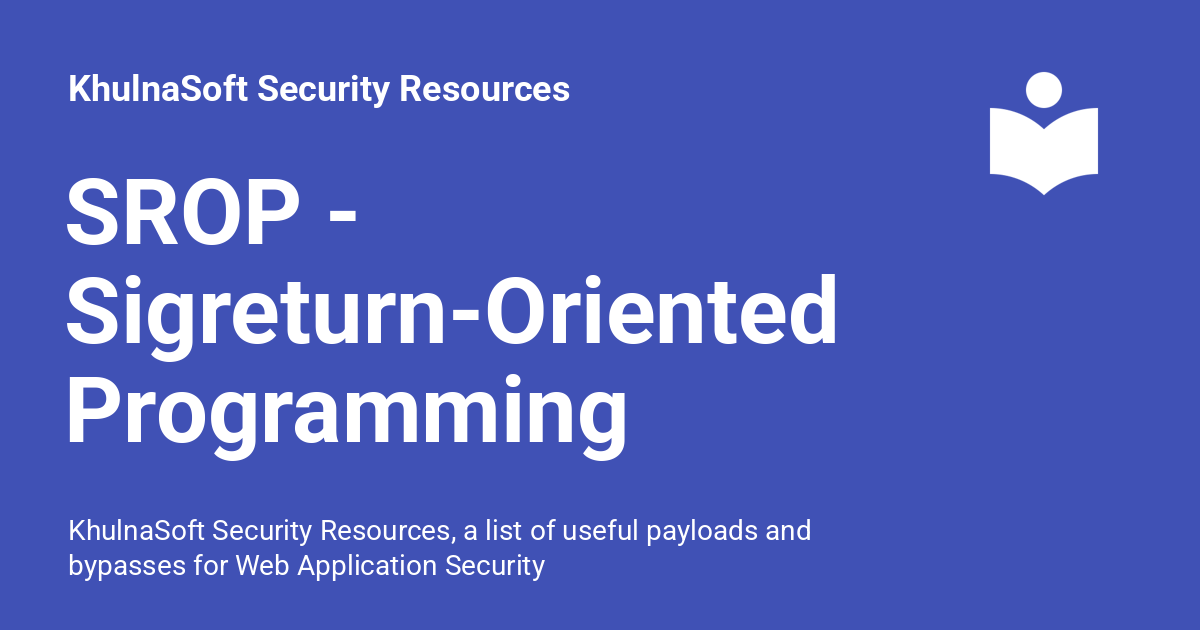 KhulnaSoft Security Resources
SROP -
Sigreturn-Oriented
Programming
KhulnaSoft Security Resources, a list of useful payloads and
bypasses for Web Application Security